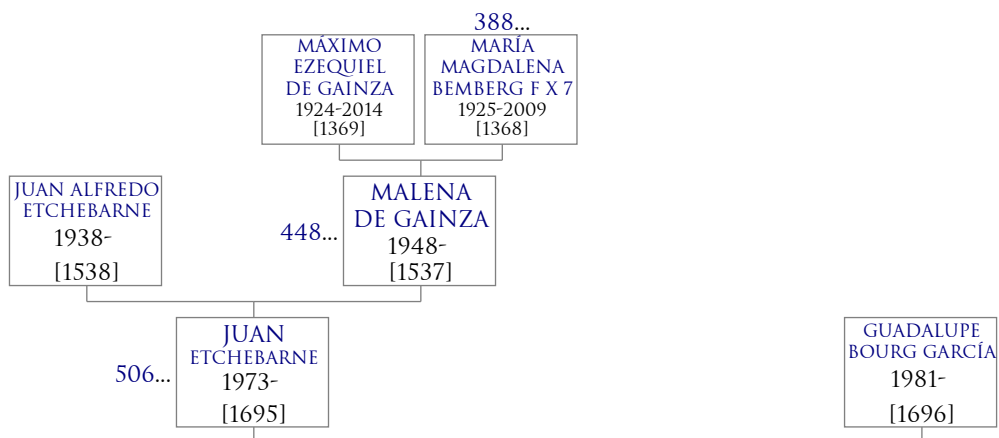 388...
MÁXIMO
EZEQUIEL
DE GAINZA
1924-2014
[1369]
MARÍA
MAGDALENA
BEMBERG F X 7
1925-2009
[1368]
JUAN ALFREDO
ETCHEBARNE
1938-
[1538]
448...
MALENA
DE GAINZA
1948-
[1537]
506...
JUAN
ETCHEBARNE
1973-
[1695]
GUADALUPE
BOURG GARCÍA
1981-
[1696]